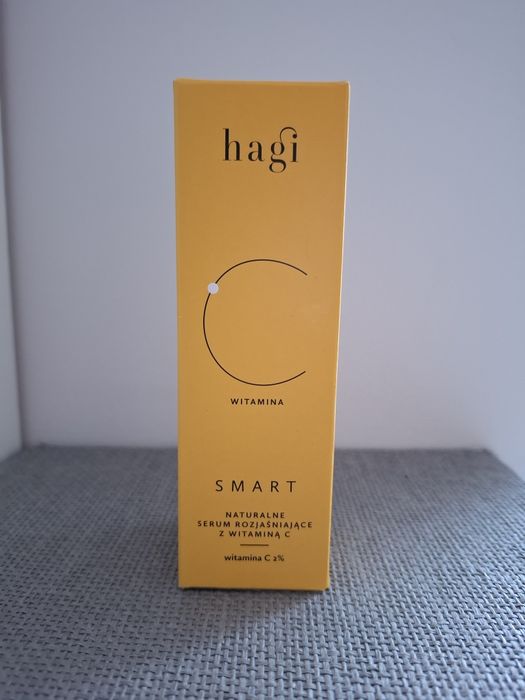 hagi
C
WITAMINA
SMART
NATURALNE
SERUM ROZJAŚNIAJĄCE
Z WITAMINĄ C
witamina C 2%